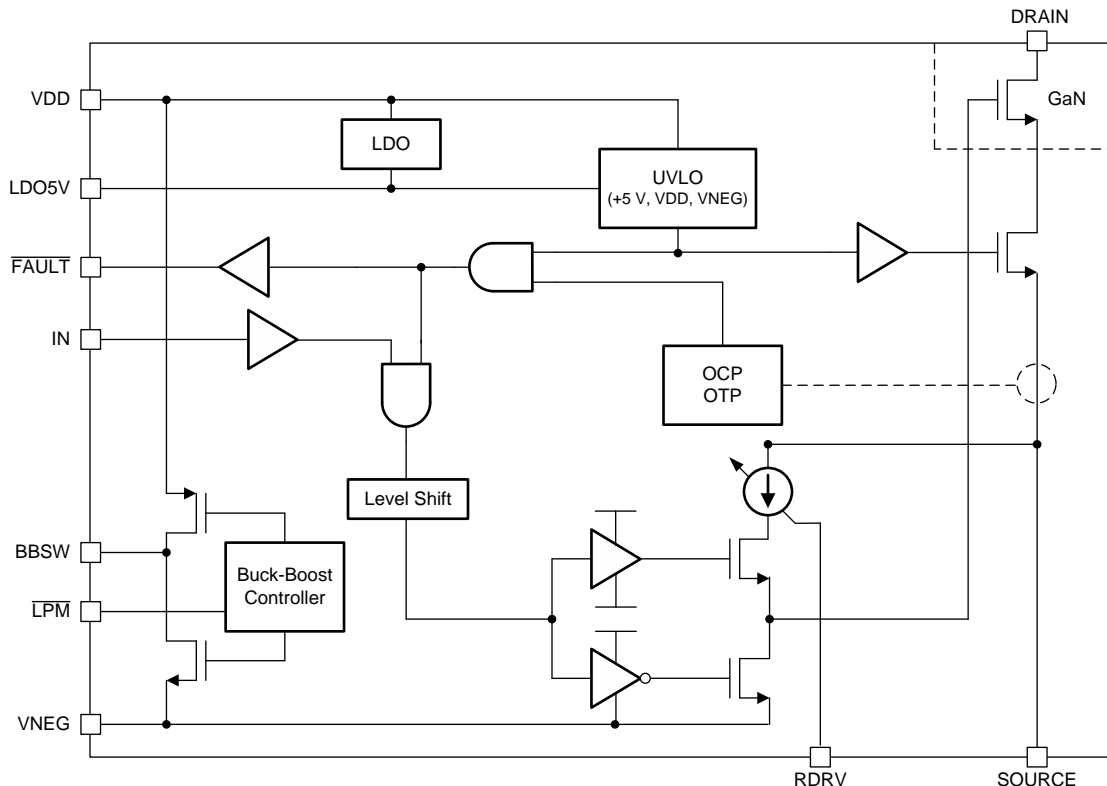 DRAIN
VDD
GaN
LDO
LDO5V
UVLO
(+5 V, VDD, VNEG)
FAULT
IN
OCP
OTP
Level Shift
BBSW
Buck-Boost
Controller
LPM
VNEG
RDRV
SOURCE